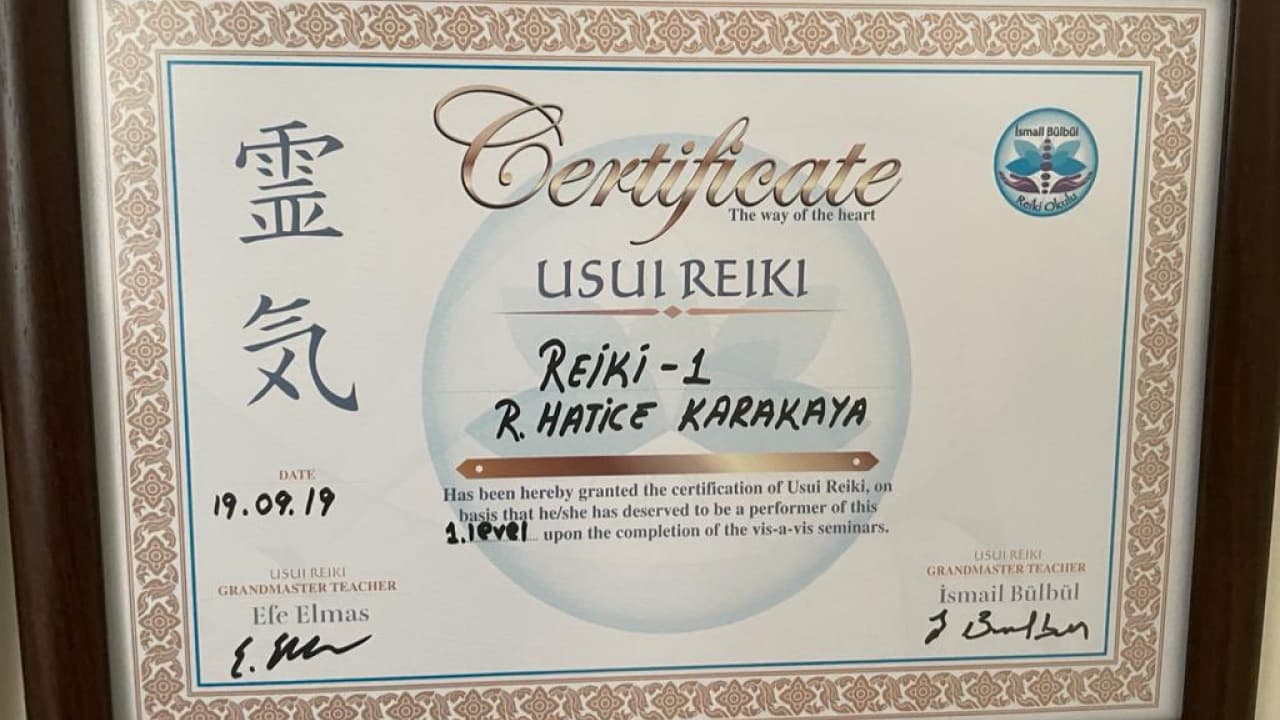 霊
気
Certificate
The way of the heart
İsmail Bülbül
Reiki Okulu
USUI REIKI
REiKi-1
R. HATiCE KARAKAYA
DATE
19.09.19
Has been hereby granted the certification of Usui Reiki, on
basis that he/she has deserved to be a performer of this
1.level upon the completion of the vis-a-vis seminars.
USUI REIKI
GRANDMASTER TEACHER
Efe Elmas
USUI REIKI
GRANDMASTER TEACHER
İsmail Bülbül